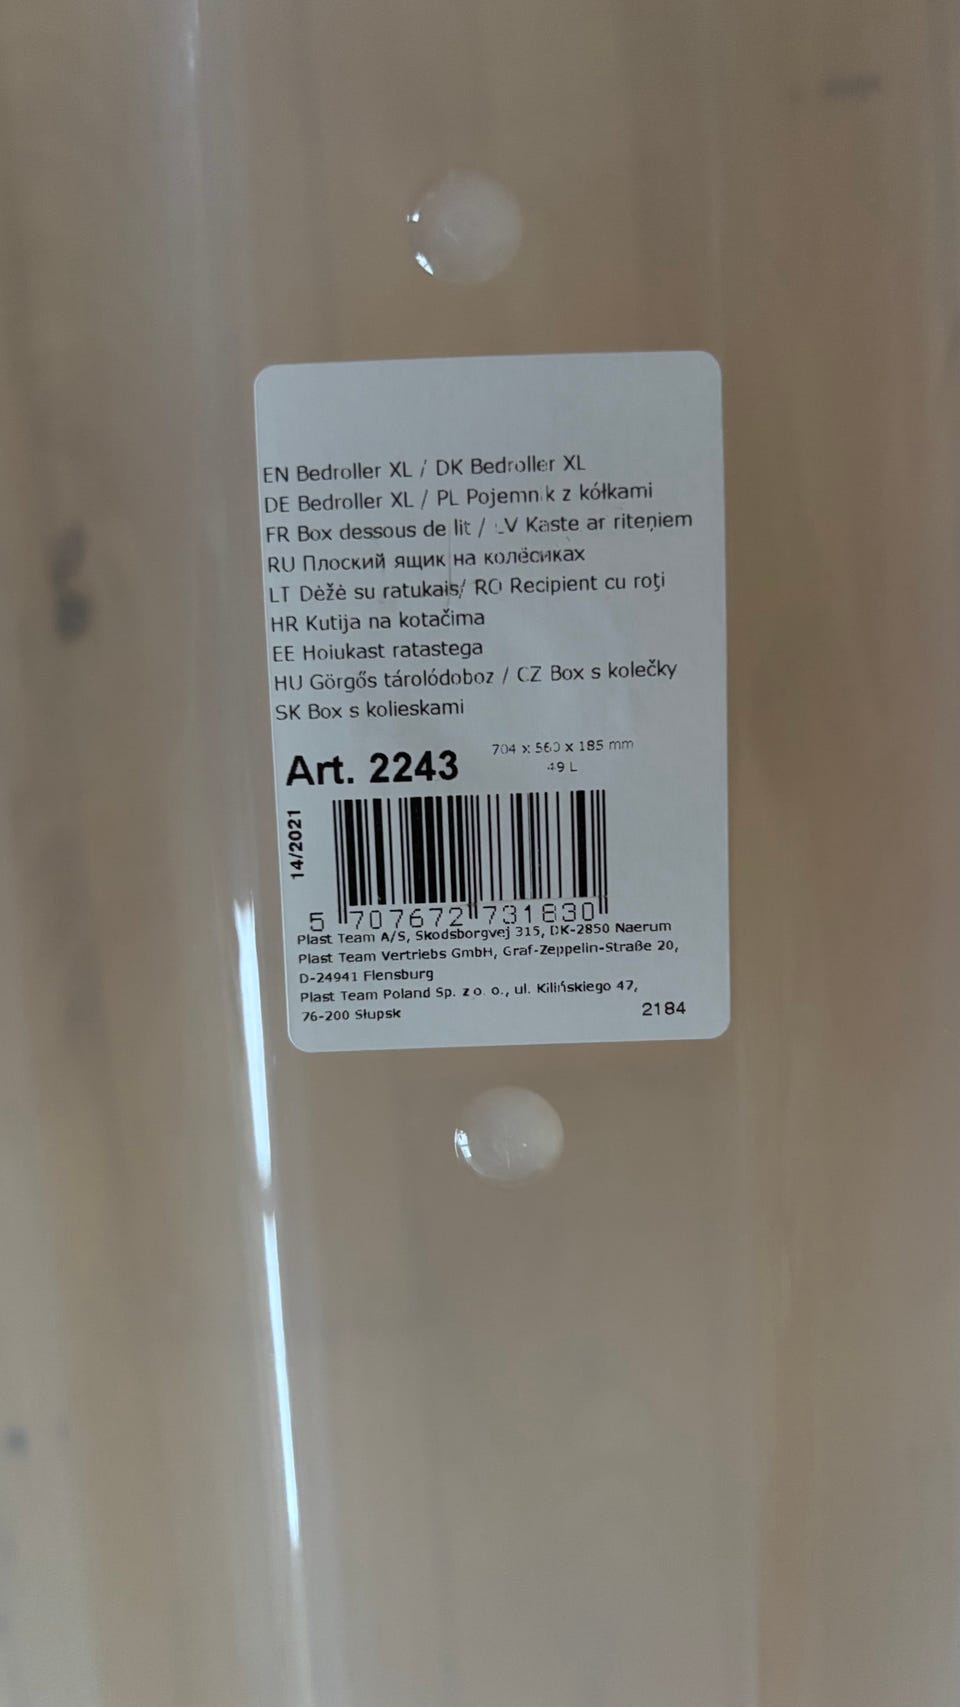 EN Bedroller XL / DK Bedroller XL
DE Bedroller XL / PL Pojemnik z kółkami
FR Box dessous de lit / LV Kaste ar riteņiem
RU Плоский ящик на колёсиках
LT Dėžė su ratukais/ RO Recipient cu roţi
HR Kutija na kotačima
EE Hoiukast ratastega
HU Görgős tárolódoboz / CZ Box s kolečky
SK Box s kolieskami
Art. 2243
704 x 560 x 185 mm
49 L
14/2021
5 707672 731830
Plast Team A/S, Skodsborgvej 315, DK-2850 Naerum
Plast Team Vertriebs GmbH, Graf-Zeppelin-Straße 20,
D-24941 Flensburg
Plast Team Poland Sp. z o. o., ul. Kilińskiego 47,
76-200 Słupsk
2184